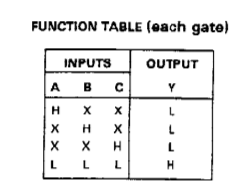 FUNCTION TABLE (each gate)
INPUTS OUTPUT
A B C Y
H X X L
X H X L
X X H L
L L L H